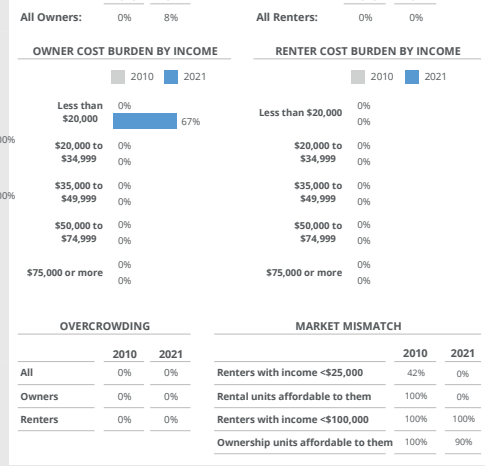 All Owners: 0% 8%
All Renters: 0% 0%
OWNER COST BURDEN BY INCOME
2010 2021
Less than
$20,000
0%
67%
$20,000 to
$34,999
0%
0%
$35,000 to
$49,999
0%
0%
$50,000 to
$74,999
0%
0%
$75,000 or more
0%
0%
RENTER COST BURDEN BY INCOME
2010 2021
Less than $20,000
0%
0%
$20,000 to
$34,999
0%
0%
$35,000 to
$49,999
0%
0%
$50,000 to
$74,999
0%
0%
$75,000 or more
0%
0%
OVERCROWDING
2010 2021
All 0% 0%
Owners 0% 0%
Renters 0% 0%
MARKET MISMATCH
2010 2021
Renters with income <$25,000 42% 0%
Rental units affordable to them 100% 0%
Renters with income <$100,000 100% 100%
Ownership units affordable to them 100% 90%